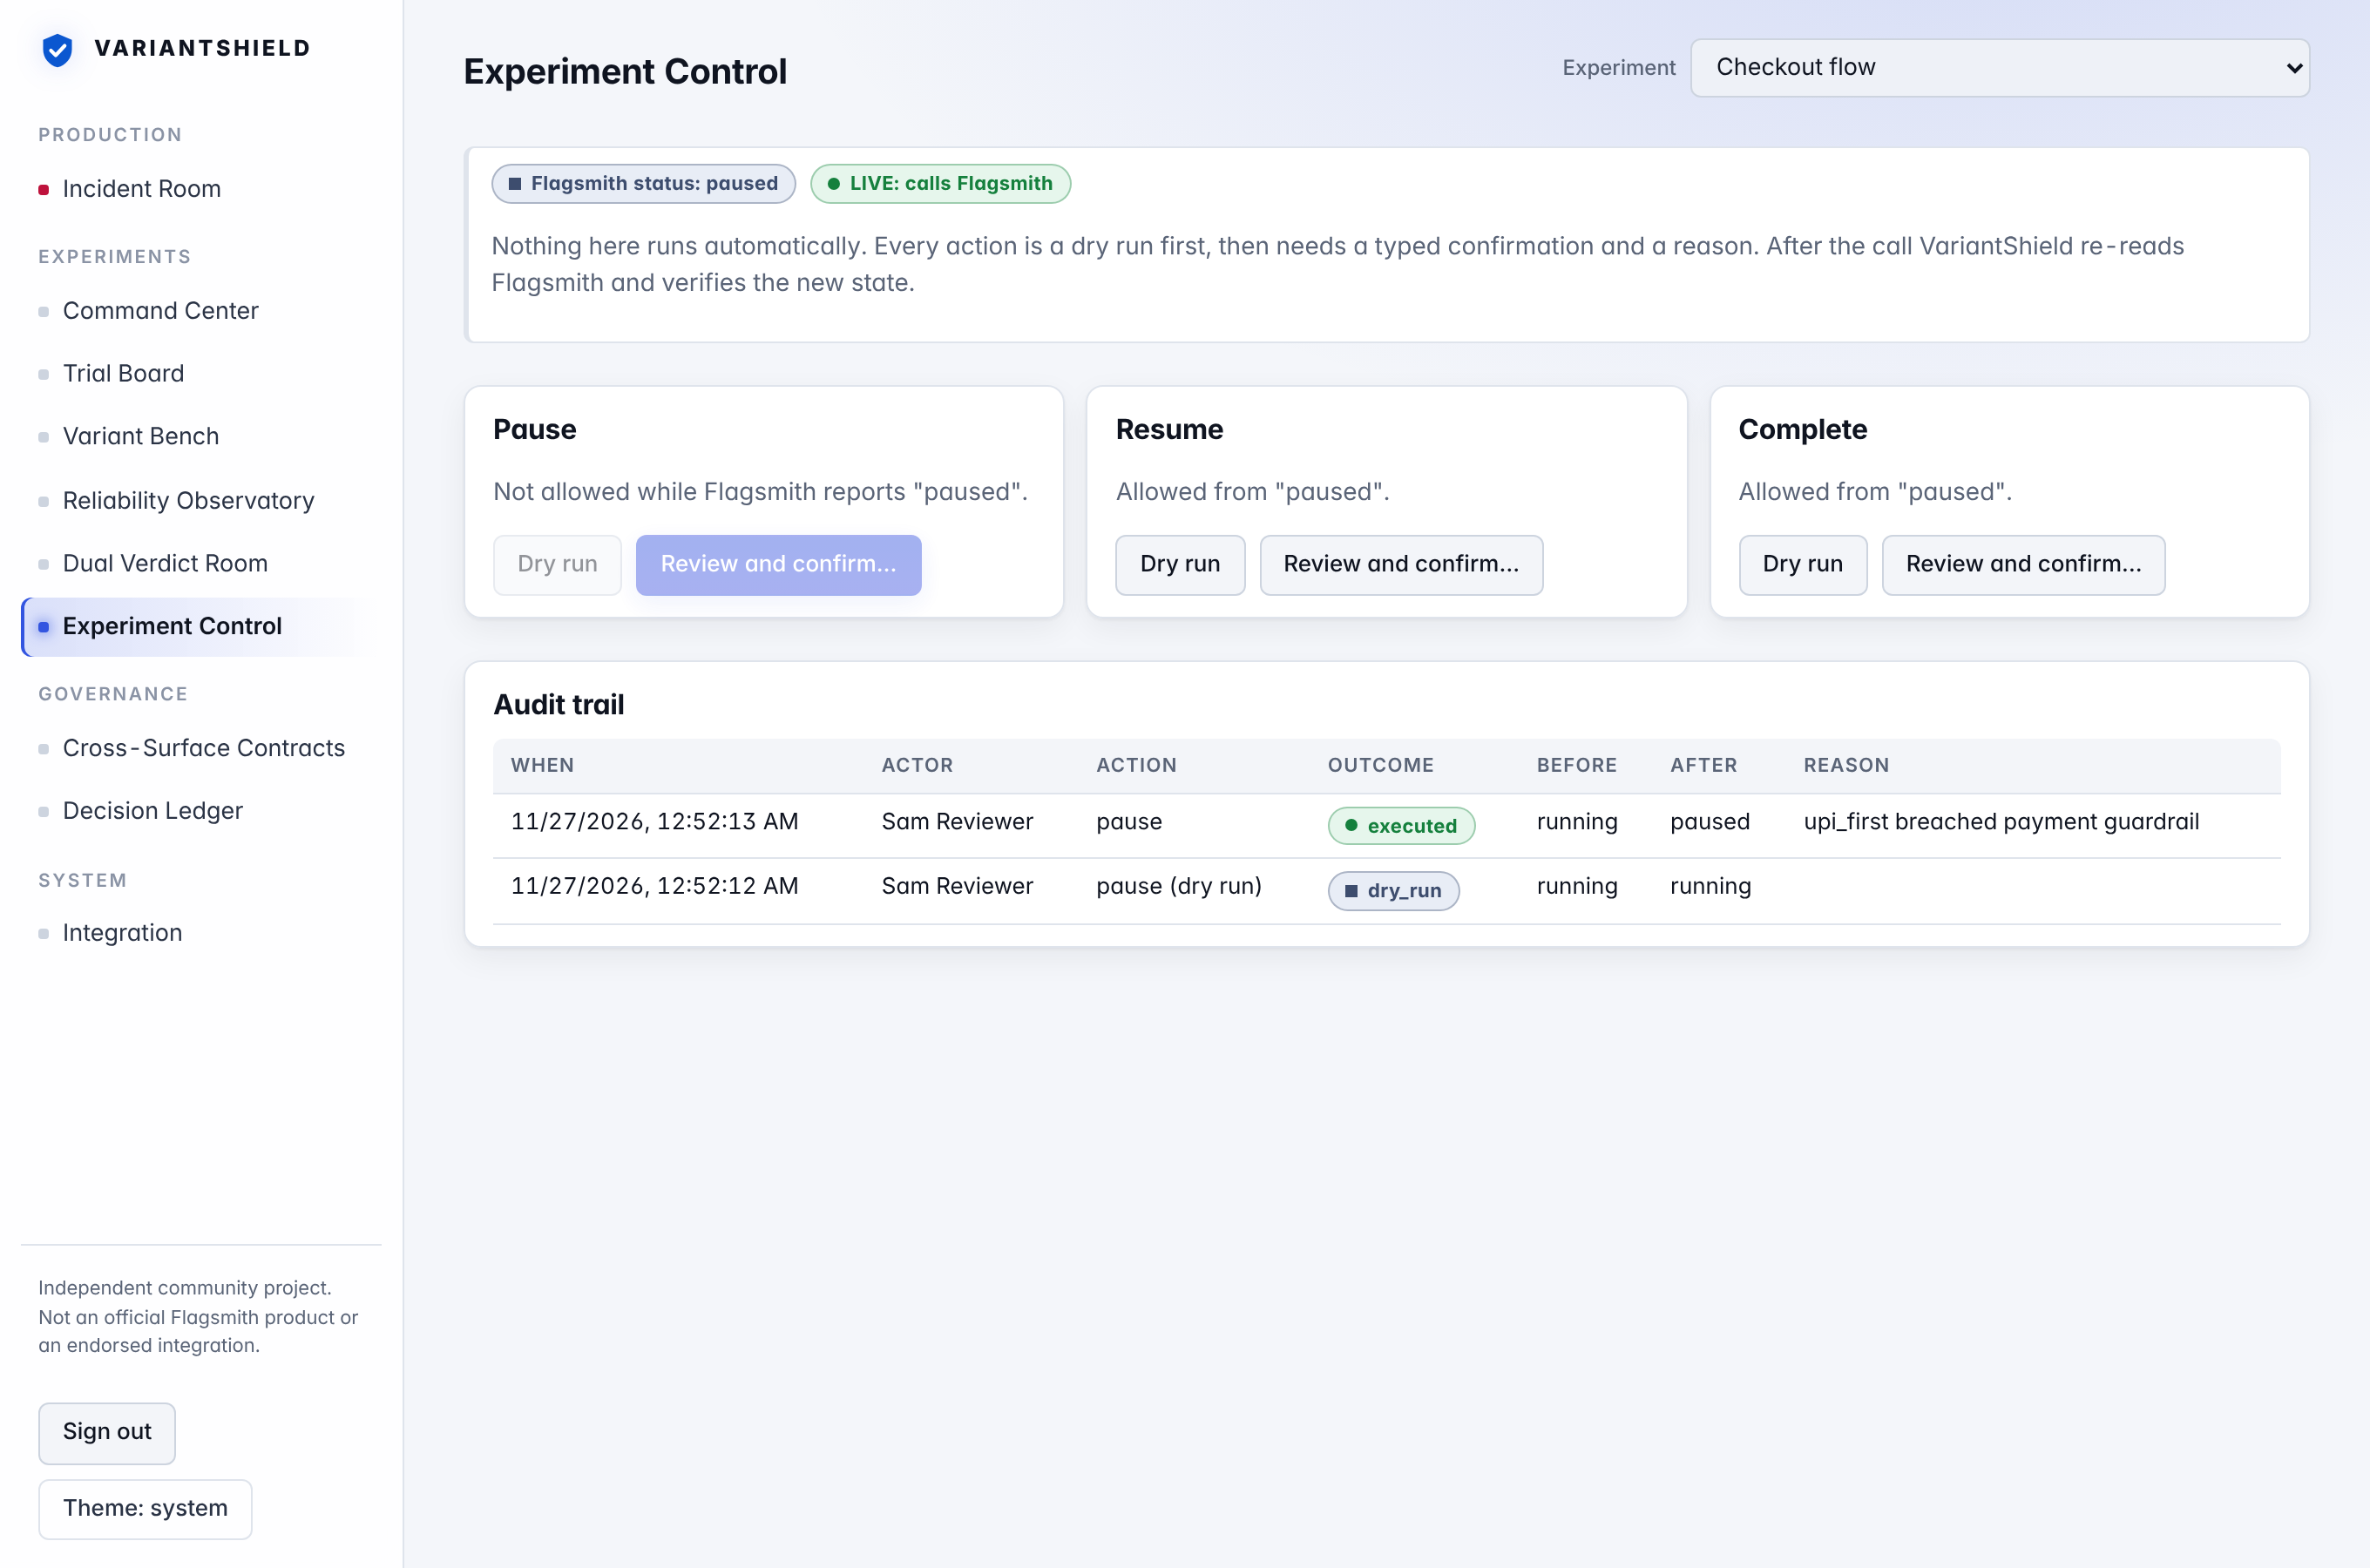 VARIANTSHIELD
PRODUCTION
Incident Room
EXPERIMENTS
Command Center
Trial Board
Variant Bench
Reliability Observatory
Dual Verdict Room
Experiment Control
GOVERNANCE
Cross-Surface Contracts
Decision Ledger
SYSTEM
Integration
Independent community project.
Not an official Flagsmith product or
an endorsed integration.
Sign out
Theme: system
Experiment Control
Experiment Checkout flow
Flagsmith status: paused LIVE: calls Flagsmith
Nothing here runs automatically. Every action is a dry run first, then needs a typed confirmation and a reason. After the call VariantShield re-reads
Flagsmith and verifies the new state.
Pause
Not allowed while Flagsmith reports "paused".
Dry run Review and confirm...
Resume
Allowed from "paused".
Dry run Review and confirm...
Complete
Allowed from "paused".
Dry run Review and confirm...
Audit trail
WHEN ACTOR ACTION OUTCOME BEFORE AFTER REASON
11/27/2026, 12:52:13 AM Sam Reviewer pause executed running paused upi_first breached payment guardrail
11/27/2026, 12:52:12 AM Sam Reviewer pause (dry run) dry_run running running